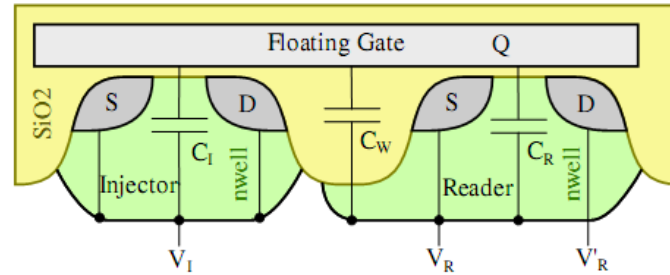 Floating Gate Q
SiO2
S D S D
C_I C_W C_R
Injector nwell Reader nwell
V_I V_R V'_R